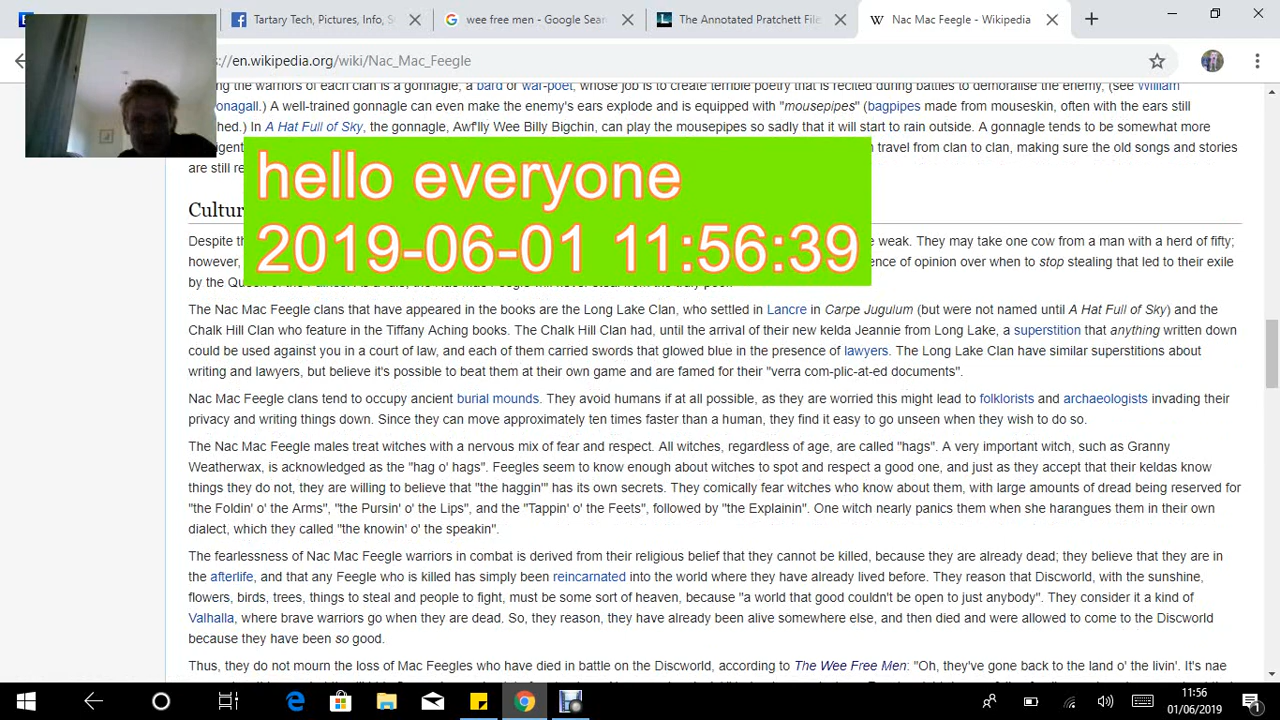 Tartary Tech, Pictures, Info, S
wee free men - Google Sear
The Annotated Pratchett File
Nac Mac Feegle - Wikipedia
s://en.wikipedia.org/wiki/Nac_Mac_Feegle
the warriors of each clan is a gonnagle, a bard or war-poet, whose job is to create terrible poetry that is recited during battles to demoralise the enemy, (see William
onagall.) A well-trained gonnagle can even make the enemy's ears explode and is equipped with "mousepipes" (bagpipes made from mouseskin, often with the ears still
hed.) In A Hat Full of Sky, the gonnagle, Awf'lly Wee Billy Bigchin, can play the mousepipes so sadly that it will start to rain outside. A gonnagle tends to be somewhat more
igent
travel from clan to clan, making sure the old songs and stories
are still re
hello everyone
2019-06-01 11:56:39
Cultur
Despite th
e weak. They may take one cow from a man with a herd of fifty;
however,
ence of opinion over when to stop stealing that led to their exile
by the Qu
The Nac Mac Feegle clans that have appeared in the books are the Long Lake Clan, who settled in Lancre in Carpe Jugulum (but were not named until A Hat Full of Sky) and the
Chalk Hill Clan who feature in the Tiffany Aching books. The Chalk Hill Clan had, until the arrival of their new kelda Jeannie from Long Lake, a superstition that anything written down
could be used against you in a court of law, and each of them carried swords that glowed blue in the presence of lawyers. The Long Lake Clan have similar superstitions about
writing and lawyers, but believe it's possible to beat them at their own game and are famed for their "verra com-plic-at-ed documents".
Nac Mac Feegle clans tend to occupy ancient burial mounds. They avoid humans if at all possible, as they are worried this might lead to folklorists and archaeologists invading their
privacy and writing things down. Since they can move approximately ten times faster than a human, they find it easy to go unseen when they wish to do so.
The Nac Mac Feegle males treat witches with a nervous mix of fear and respect. All witches, regardless of age, are called "hags". A very important witch, such as Granny
Weatherwax, is acknowledged as the "hag o' hags". Feegles seem to know enough about witches to spot and respect a good one, and just as they accept that their keldas know
things they do not, they are willing to believe that "the haggin'" has its own secrets. They comically fear witches who know about them, with large amounts of dread being reserved for
"the Foldin' o' the Arms", "the Pursin' o' the Lips", and the "Tappin' o' the Feets", followed by "the Explainin". One witch nearly panics them when she harangues them in their own
dialect, which they called "the knowin' o' the speakin".
The fearlessness of Nac Mac Feegle warriors in combat is derived from their religious belief that they cannot be killed, because they are already dead; they believe that they are in
the afterlife, and that any Feegle who is killed has simply been reincarnated into the world where they have already lived before. They reason that Discworld, with the sunshine,
flowers, birds, trees, things to steal and people to fight, must be some sort of heaven, because "a world that good couldn't be open to just anybody". They consider it a kind of
Valhalla, where brave warriors go when they are dead. So, they reason, they have already been alive somewhere else, and then died and were allowed to come to the Discworld
because they have been so good.
Thus, they do not mourn the loss of Mac Feegles who have died in battle on the Discworld, according to The Wee Free Men: "Oh, they've gone back to the land o' the livin'. It's nae
11:56
01/06/2019